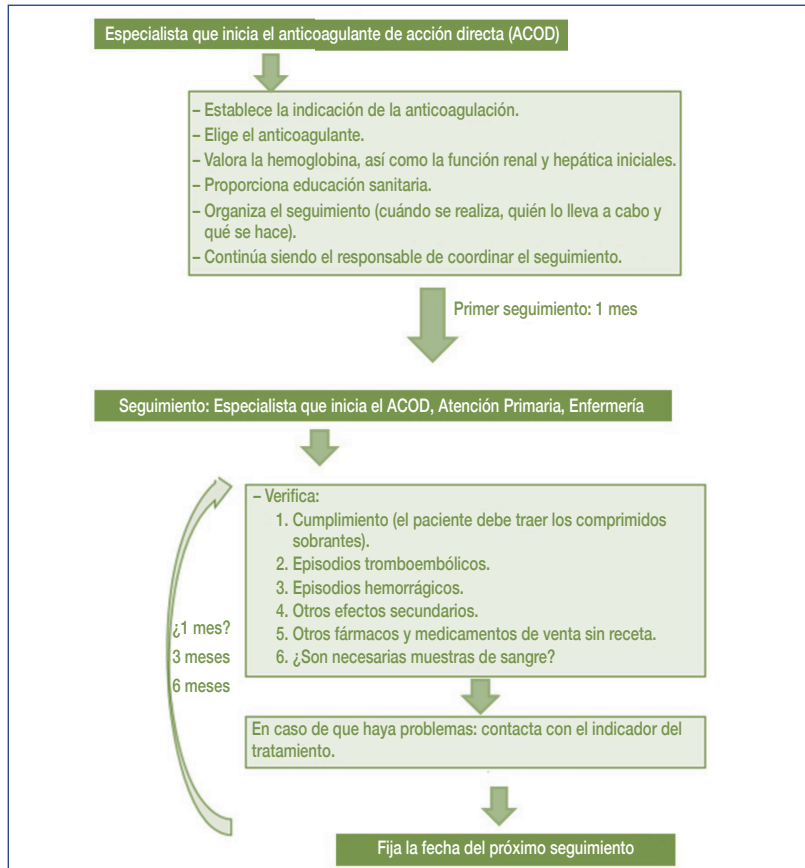 Especialista que inicia el anticoagulante de acción directa (ACOD)
– Establece la indicación de la anticoagulación.
– Elige el anticoagulante.
– Valora la hemoglobina, así como la función renal y hepática iniciales.
– Proporciona educación sanitaria.
– Organiza el seguimiento (cuándo se realiza, quién lo lleva a cabo y
qué se hace).
– Continúa siendo el responsable de coordinar el seguimiento.
Primer seguimiento: 1 mes
Seguimiento: Especialista que inicia el ACOD, Atención Primaria, Enfermería
– Verifica:
1. Cumplimiento (el paciente debe traer los comprimidos
sobrantes).
2. Episodios tromboembólicos.
3. Episodios hemorrágicos.
4. Otros efectos secundarios.
5. Otros fármacos y medicamentos de venta sin receta.
6. ¿Son necesarias muestras de sangre?
¿1 mes?
3 meses
6 meses
En caso de que haya problemas: contacta con el indicador del
tratamiento.
Fija la fecha del próximo seguimiento